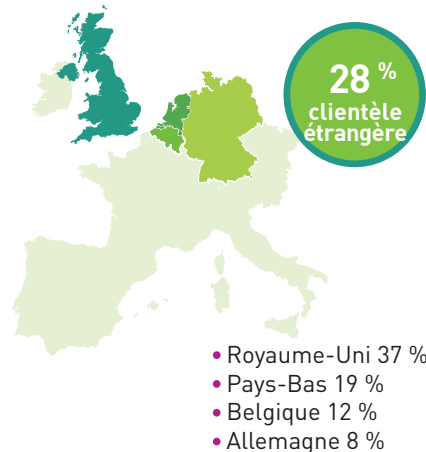 28 %
clientèle
étrangère
• Royaume-Uni 37 %
• Pays-Bas 19 %
• Belgique 12 %
• Allemagne 8 %